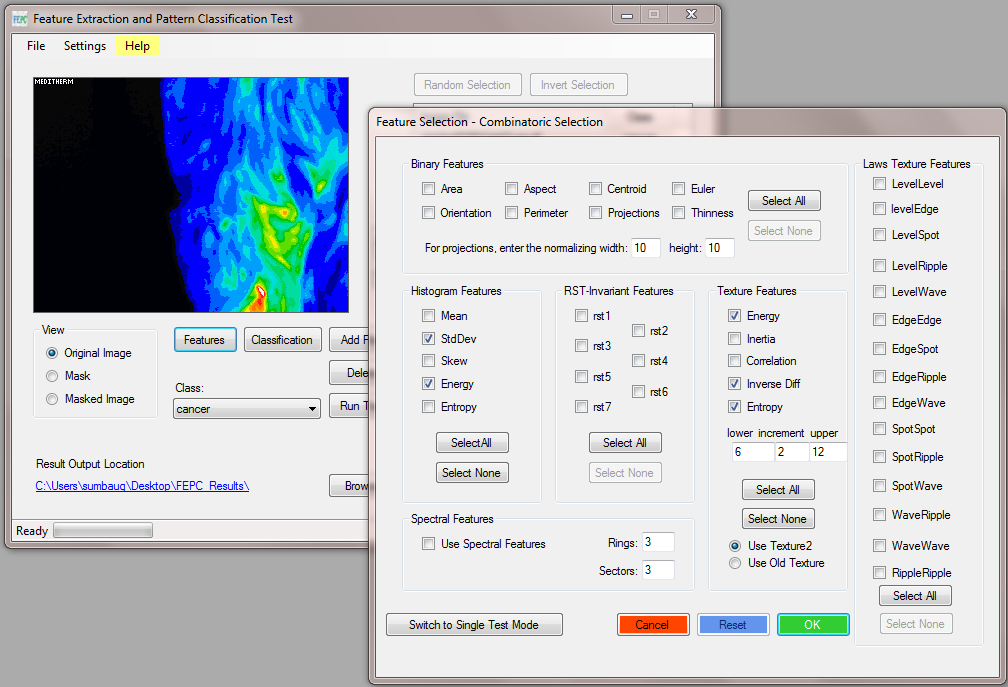 Feature Extraction and Pattern Classification Test
File Settings Help
MEDITHERM
Random Selection Invert Selection
View
Original Image
Mask
Masked Image
Features Classification Add F
Class:
cancer
Dele
Run T
Result Output Location
C:\Users\sumbaug\Desktop\FEPC_Results\
Brow
Ready
Feature Selection - Combinatoric Selection
Binary Features
Area Aspect Centroid Euler
Orientation Perimeter Projections Thinness
Select All
Select None
For projections, enter the normalizing width: 10 height: 10
Histogram Features
Mean
StdDev
Skew
Energy
Entropy
SelectAll
Select None
RST-Invariant Features
rst1
rst2
rst3
rst4
rst5
rst6
rst7
Select All
Select None
Texture Features
Energy
Inertia
Correlation
Inverse Diff
Entropy
lower increment upper
6 2 12
Select All
Select None
Use Texture2
Use Old Texture
Spectral Features
Use Spectral Features
Rings: 3
Sectors: 3
Laws Texture Features
LevelLevel
levelEdge
LevelSpot
LevelRipple
LevelWave
EdgeEdge
EdgeSpot
EdgeRipple
EdgeWave
SpotSpot
SpotRipple
SpotWave
WaveRipple
WaveWave
RippleRipple
Select All
Select None
Switch to Single Test Mode Cancel Reset OK